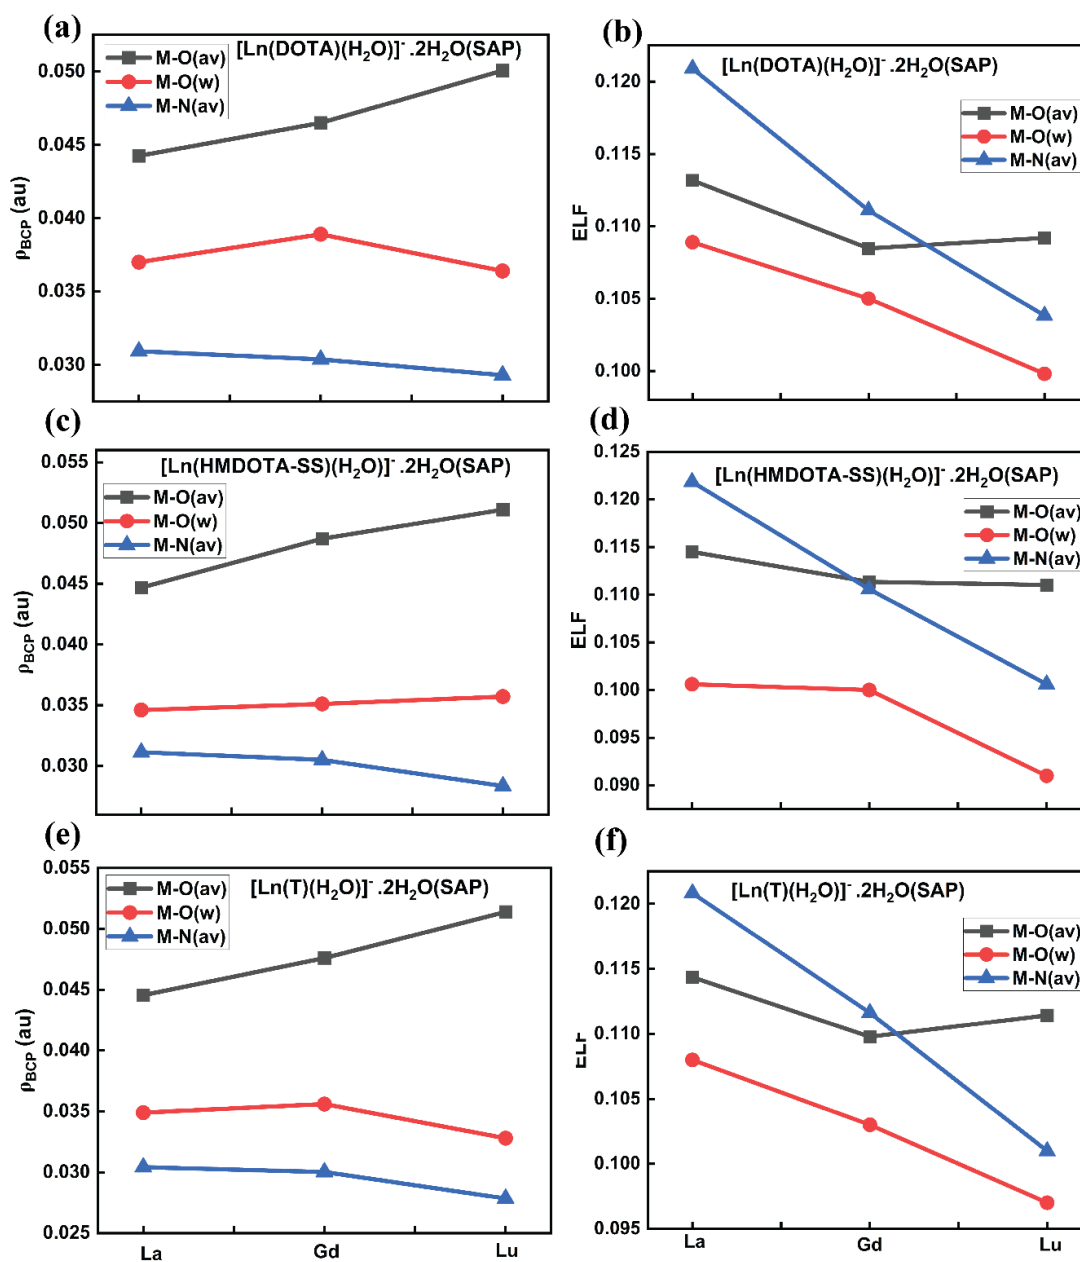 (a)
[Ln(DOTA)(H₂O)]⁻ .2H₂O(SAP)
M-O(av)
M-O(w)
M-N(av)
0.050
0.045
0.040
0.035
0.030
ρBCP (au)
(b)
[Ln(DOTA)(H₂O)]⁻ .2H₂O(SAP)
M-O(av)
M-O(w)
M-N(av)
0.120
0.115
0.110
0.105
0.100
ELF
(c)
[Ln(HMDOTA-SS)(H₂O)]⁻ .2H₂O(SAP)
M-O(av)
M-O(w)
M-N(av)
0.055
0.050
0.045
0.040
0.035
0.030
ρBCP (au)
(d)
[Ln(HMDOTA-SS)(H₂O)]⁻ .2H₂O(SAP)
M-O(av)
M-O(w)
M-N(av)
0.125
0.120
0.115
0.110
0.105
0.100
0.095
0.090
ELF
(e)
[Ln(T)(H₂O)]⁻ .2H₂O(SAP)
M-O(av)
M-O(w)
M-N(av)
0.055
0.050
0.045
0.040
0.035
0.030
0.025
ρBCP (au)
La
Gd
Lu
(f)
[Ln(T)(H₂O)]⁻ .2H₂O(SAP)
M-O(av)
M-O(w)
M-N(av)
0.120
0.115
0.110
0.105
0.100
0.095
ELF
La
Gd
Lu